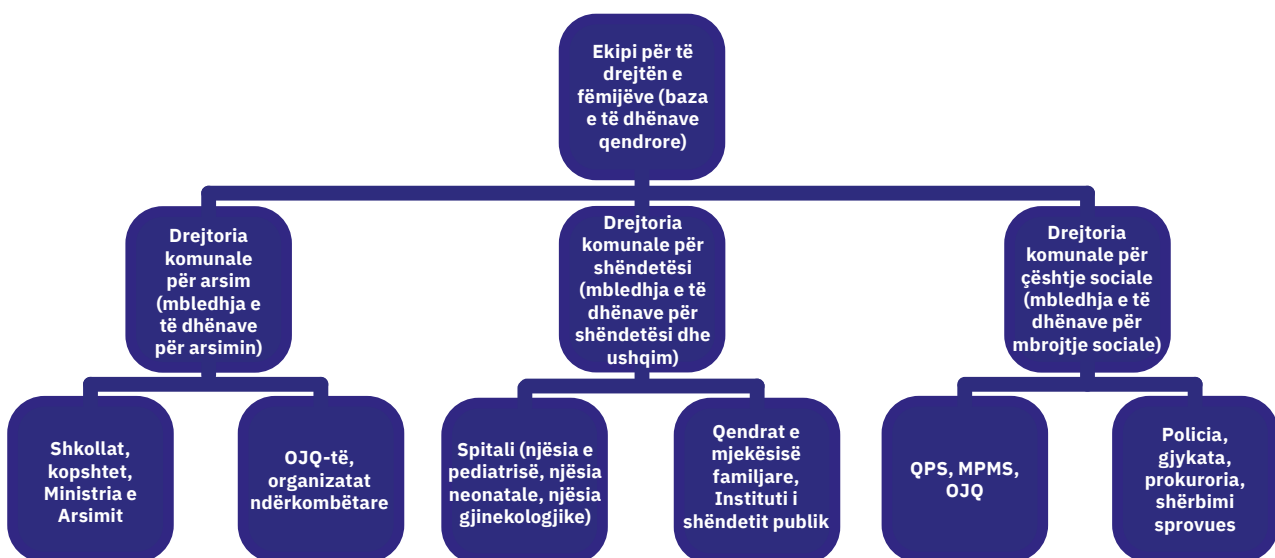 Ekipi për të
drejtën e
fëmijëve (baza
e të dhënave
qendrore)
Drejtoria
komunale
për arsim
(mbledhja e
të dhënave
për arsimin)
Drejtoria
komunale për
shëndetësi
(mbledhja e të
dhënave për
shëndetësi dhe
ushqim)
Drejtoria
komunale për
çështje sociale
(mbledhja e të
dhënave për
mbrojtje sociale)
Shkollat,
kopshtet,
Ministria e
Arsimit
OJQ-të,
organizatat
ndërkombëtare
Spitali (njësia e
pediatrisë, njësia
neonatale, njësia
gjinekologjike)
Qendrat e
mjekësisë
familjare,
Instituti i
shëndetit publik
QPS, MPMS,
OJQ
Policia,
gjykata,
prokuroria,
shërbimi
sprovues